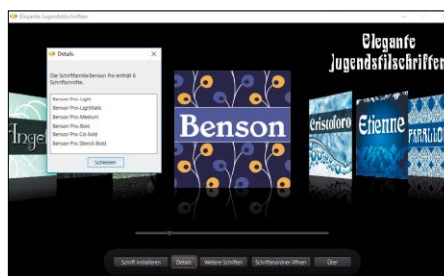 Elegante Jugendstilschriften
Elegante
Jugendstilschriften
Details
Die Schriftfamilie Benson Pro enthält 6
Schriftschnitte.
Benson Pro-Light
Benson Pro-LightItalic
Benson Pro-Medium
Benson Pro-Bold
Benson Pro Cd-Bold
Benson Pro Stencil-Bold
Schliessen
Ange
Benson
Cristoforo
Etienne
Schrift installieren
Details
Weitere Schriften
Schriftenordner öffnen
Über